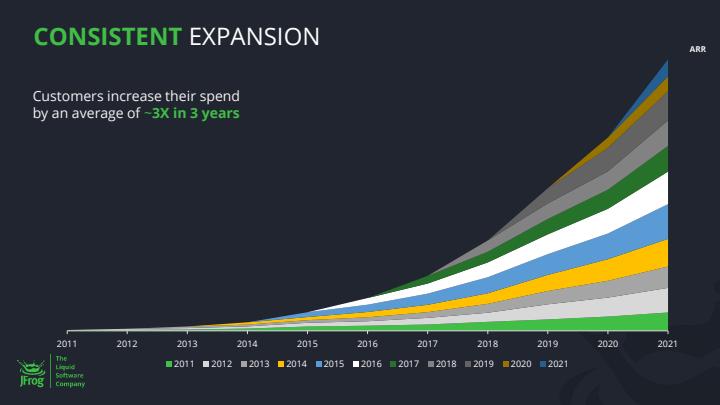 CONSISTENT EXPANSION
ARR
Customers increase their spend
by an average of ~3X in 3 years
2011 2012 2013 2014 2015 2016 2017 2018 2019 2020 2021
2011 2012 2013 2014 2015 2016 2017 2018 2019 2020 2021
JFrog
The
Liquid
Software
Company